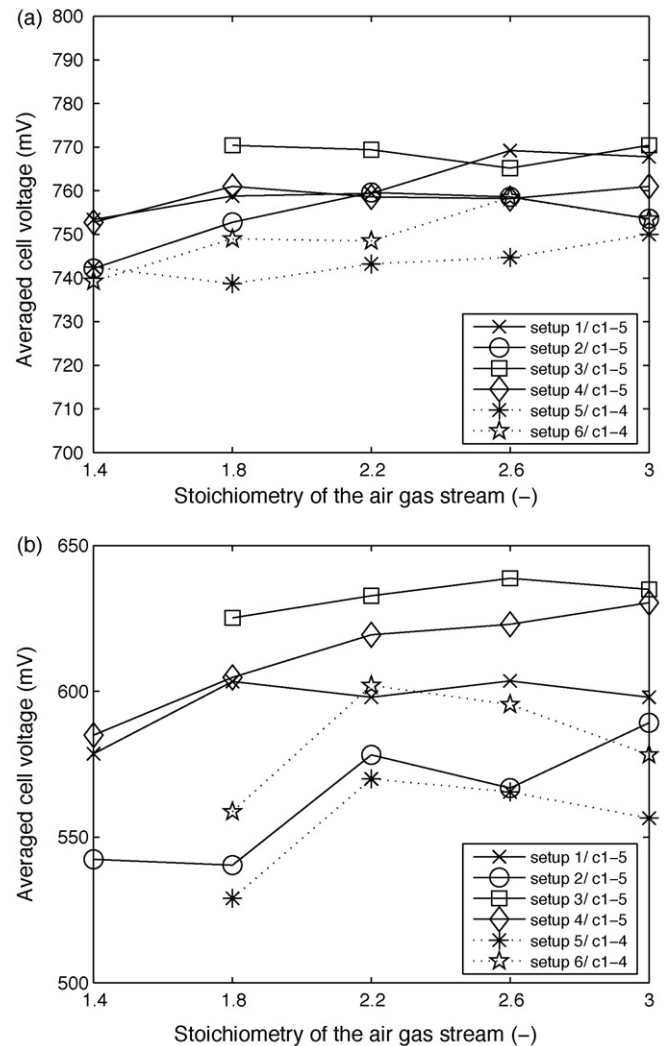 (a)
800
790
780
770
760
750
740
730
720
710
700
Averaged cell voltage (mV)
setup 1/ c1−5
setup 2/ c1−5
setup 3/ c1−5
setup 4/ c1−5
setup 5/ c1−4
setup 6/ c1−4
1.4 1.8 2.2 2.6 3
Stoichiometry of the air gas stream (−)
(b)
650
600
550
500
Averaged cell voltage (mV)
setup 1/ c1−5
setup 2/ c1−5
setup 3/ c1−5
setup 4/ c1−5
setup 5/ c1−4
setup 6/ c1−4
1.4 1.8 2.2 2.6 3
Stoichiometry of the air gas stream (−)